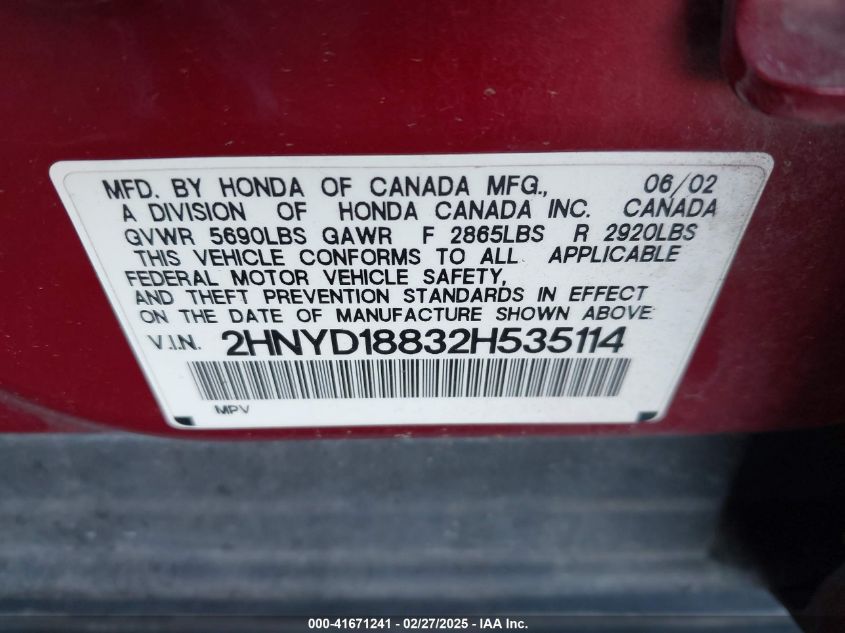 MFD. BY HONDA OF CANADA MFG., 06/02
A DIVISION OF HONDA CANADA INC. CANADA
GVWR 5690LBS GAWR F 2865LBS R 2920LBS
THIS VEHICLE CONFORMS TO ALL APPLICABLE
FEDERAL MOTOR VEHICLE SAFETY,
AND THEFT PREVENTION STANDARDS IN EFFECT
ON THE DATE OF MANUFACTURE SHOWN ABOVE.
V.I.N. 2HNYD18832H535114
MPV
000-41671241 - 02/27/2025 - IAA Inc.